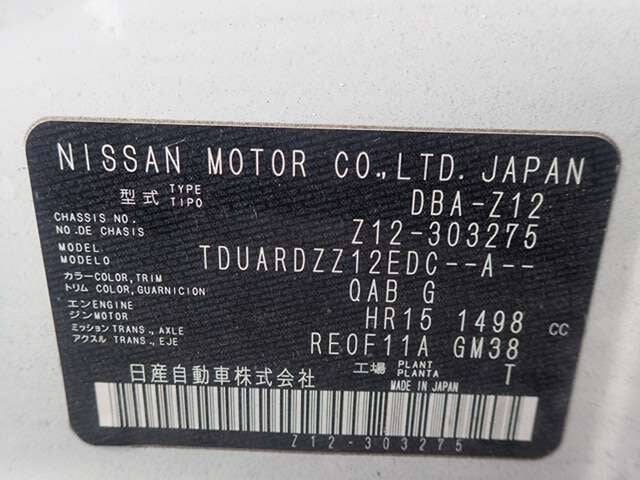 NISSAN MOTOR CO.,LTD. JAPAN
型式 TYPE TIPO DBA-Z12
CHASSIS NO.
NO.DE CHASIS Z12-303275
MODEL
MODELO TDUARDZZ12EDC--A--
カラー COLOR,TRIM
トリム COLOR,GUARNICION QAB G
エン ENGINE
ジン MOTOR HR15 1498 CC
ミッション TRANS.,AXLE
アクスル TRANS.,EJE RE0F11A GM38
日産自動車株式会社 工場 PLANT PLANTA T
MADE IN JAPAN
Z12-303275